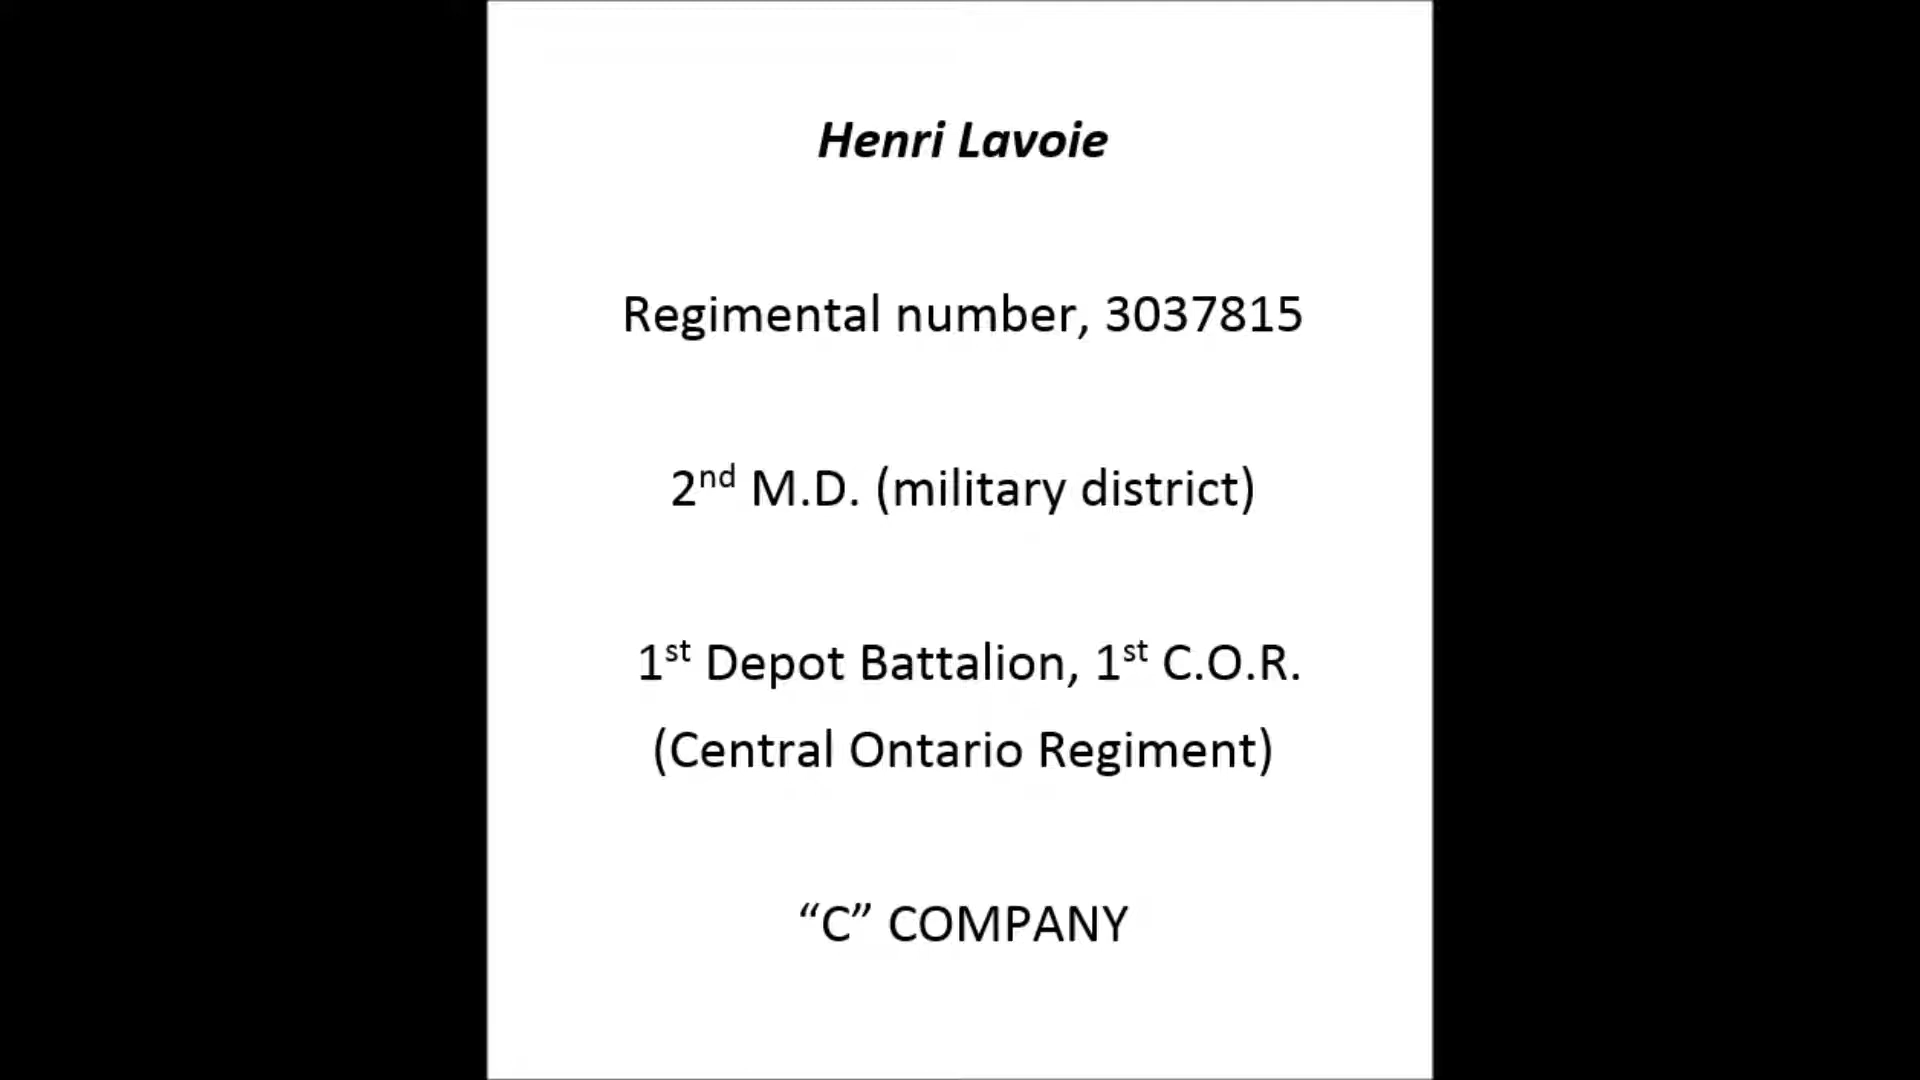 Henri Lavoie
Regimental number, 3037815
2nd M.D. (military district)
1st Depot Battalion, 1st C.O.R.
(Central Ontario Regiment)
“C” COMPANY